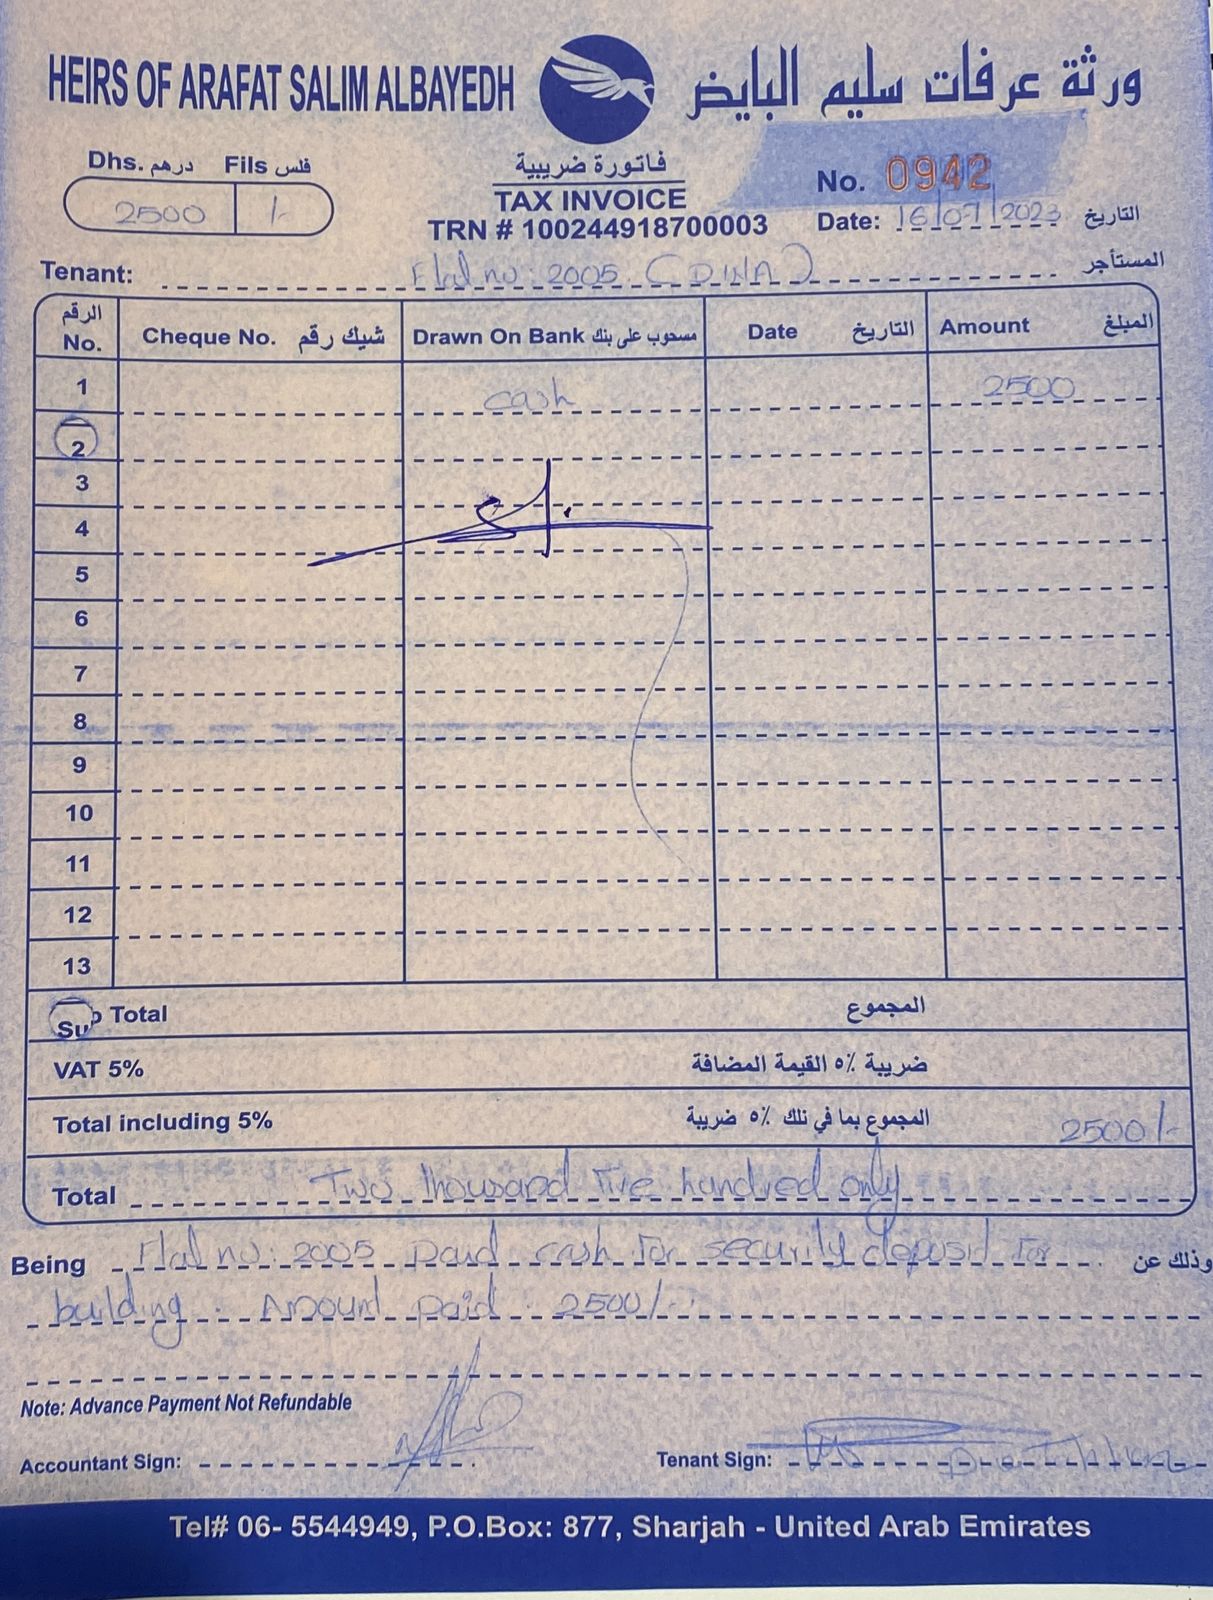 HEIRS OF ARAFAT SALIM ALBAYEDH ورثة عرفات سليم البايض
Dhs. درهم Fils فلس
2500 /-
فاتورة ضريبية
TAX INVOICE
TRN # 100244918700003
No. 0942
Date: 16/07/2023 التاريخ
Tenant: Flat no: 2005 (DINA) المستأجر
الرقم No. Cheque No. شيك رقم Drawn On Bank مسحوب على بنك Date التاريخ Amount المبلغ
1 cash 2500
2
3
4
5
6
7
8
9
10
11
12
13
Sub Total المجموع
VAT 5% ضريبة ٥٪ القيمة المضافة
Total including 5% المجموع بما في تلك ٥٪ ضريبة 2500/-
Total Two thousand five hundred only
Being Flat no: 2005 paid cash for security deposit for وذلك عن
building. Amount paid 2500/-
Note: Advance Payment Not Refundable
Accountant Sign: Tenant Sign:
Tel# 06- 5544949, P.O.Box: 877, Sharjah - United Arab Emirates